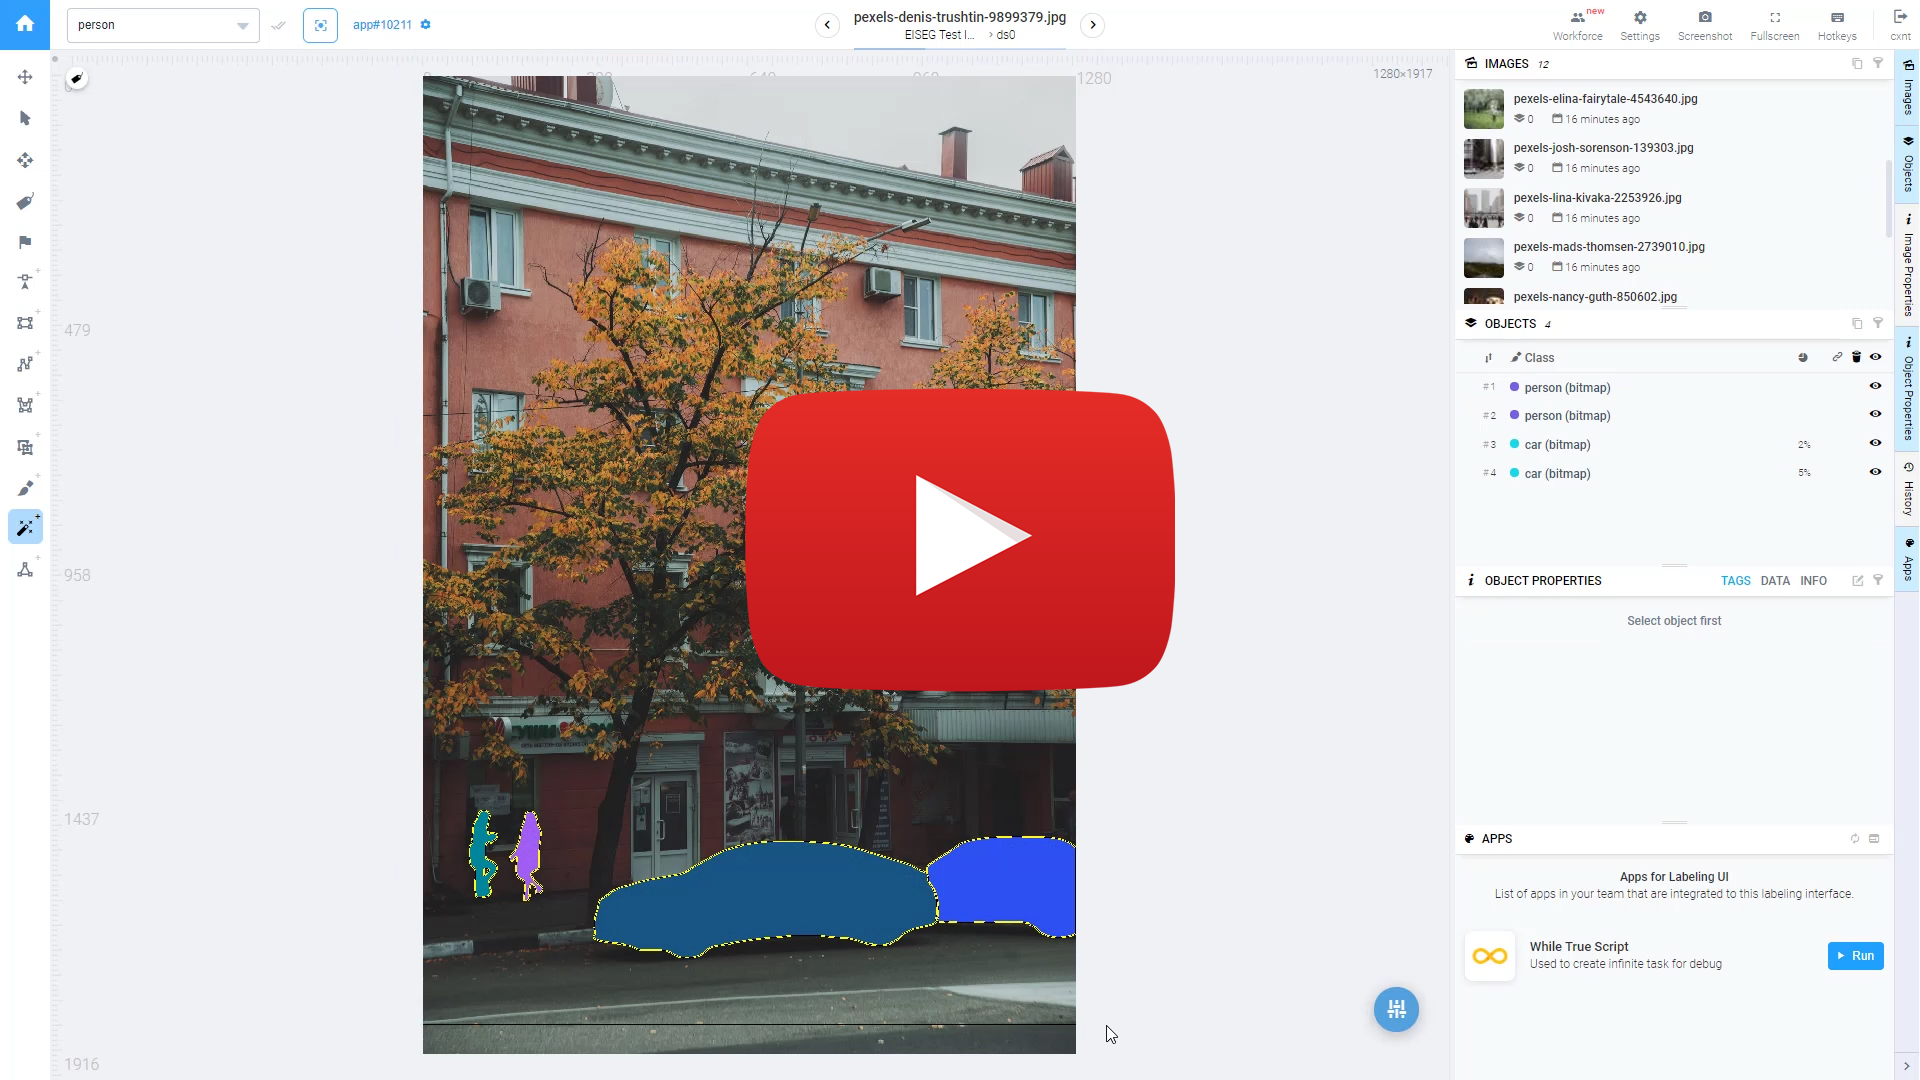 person
app#10211
pexels-denis-trushtin-9899379.jpg
EISEG Test I... › ds0
new
Workforce
Settings
Screenshot
Fullscreen
Hotkeys
cxnt
1280
1280×1917
479
958
1437
1916
IMAGES 12
pexels-elina-fairytale-4543640.jpg
0 16 minutes ago
pexels-josh-sorenson-139303.jpg
0 16 minutes ago
pexels-lina-kivaka-2253926.jpg
0 16 minutes ago
pexels-mads-thomsen-2739010.jpg
0 16 minutes ago
pexels-nancy-guth-850602.jpg
OBJECTS 4
Class
#1 person (bitmap)
#2 person (bitmap)
#3 car (bitmap) 2%
#4 car (bitmap) 5%
OBJECT PROPERTIES TAGS DATA INFO
Select object first
APPS
Apps for Labeling UI
List of apps in your team that are integrated to this labeling interface.
While True Script
Used to create infinite task for debug
Run
Images
Objects
Image Properties
Object Properties
History
Apps